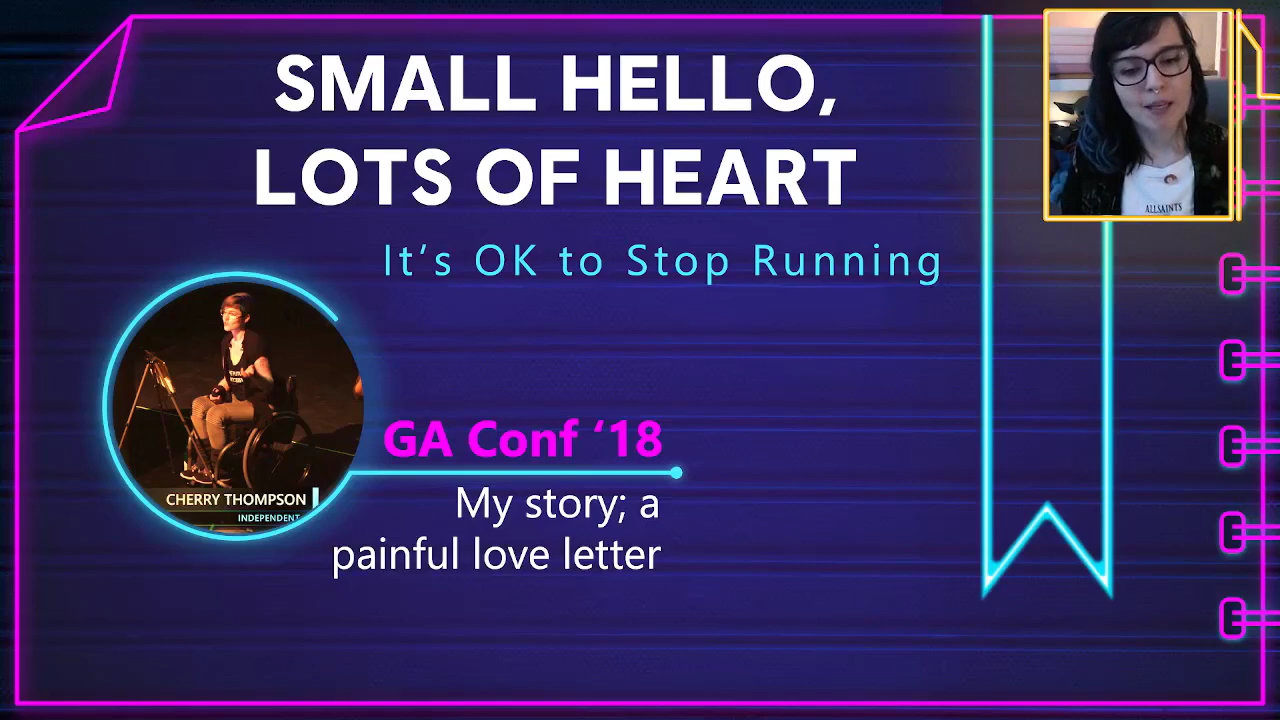 SMALL HELLO,
LOTS OF HEART
It‘s OK to Stop Running
GA Conf ‘18
My story; a
painful love letter
CHERRY THOMPSON
INDEPENDENT
ALLSAINTS